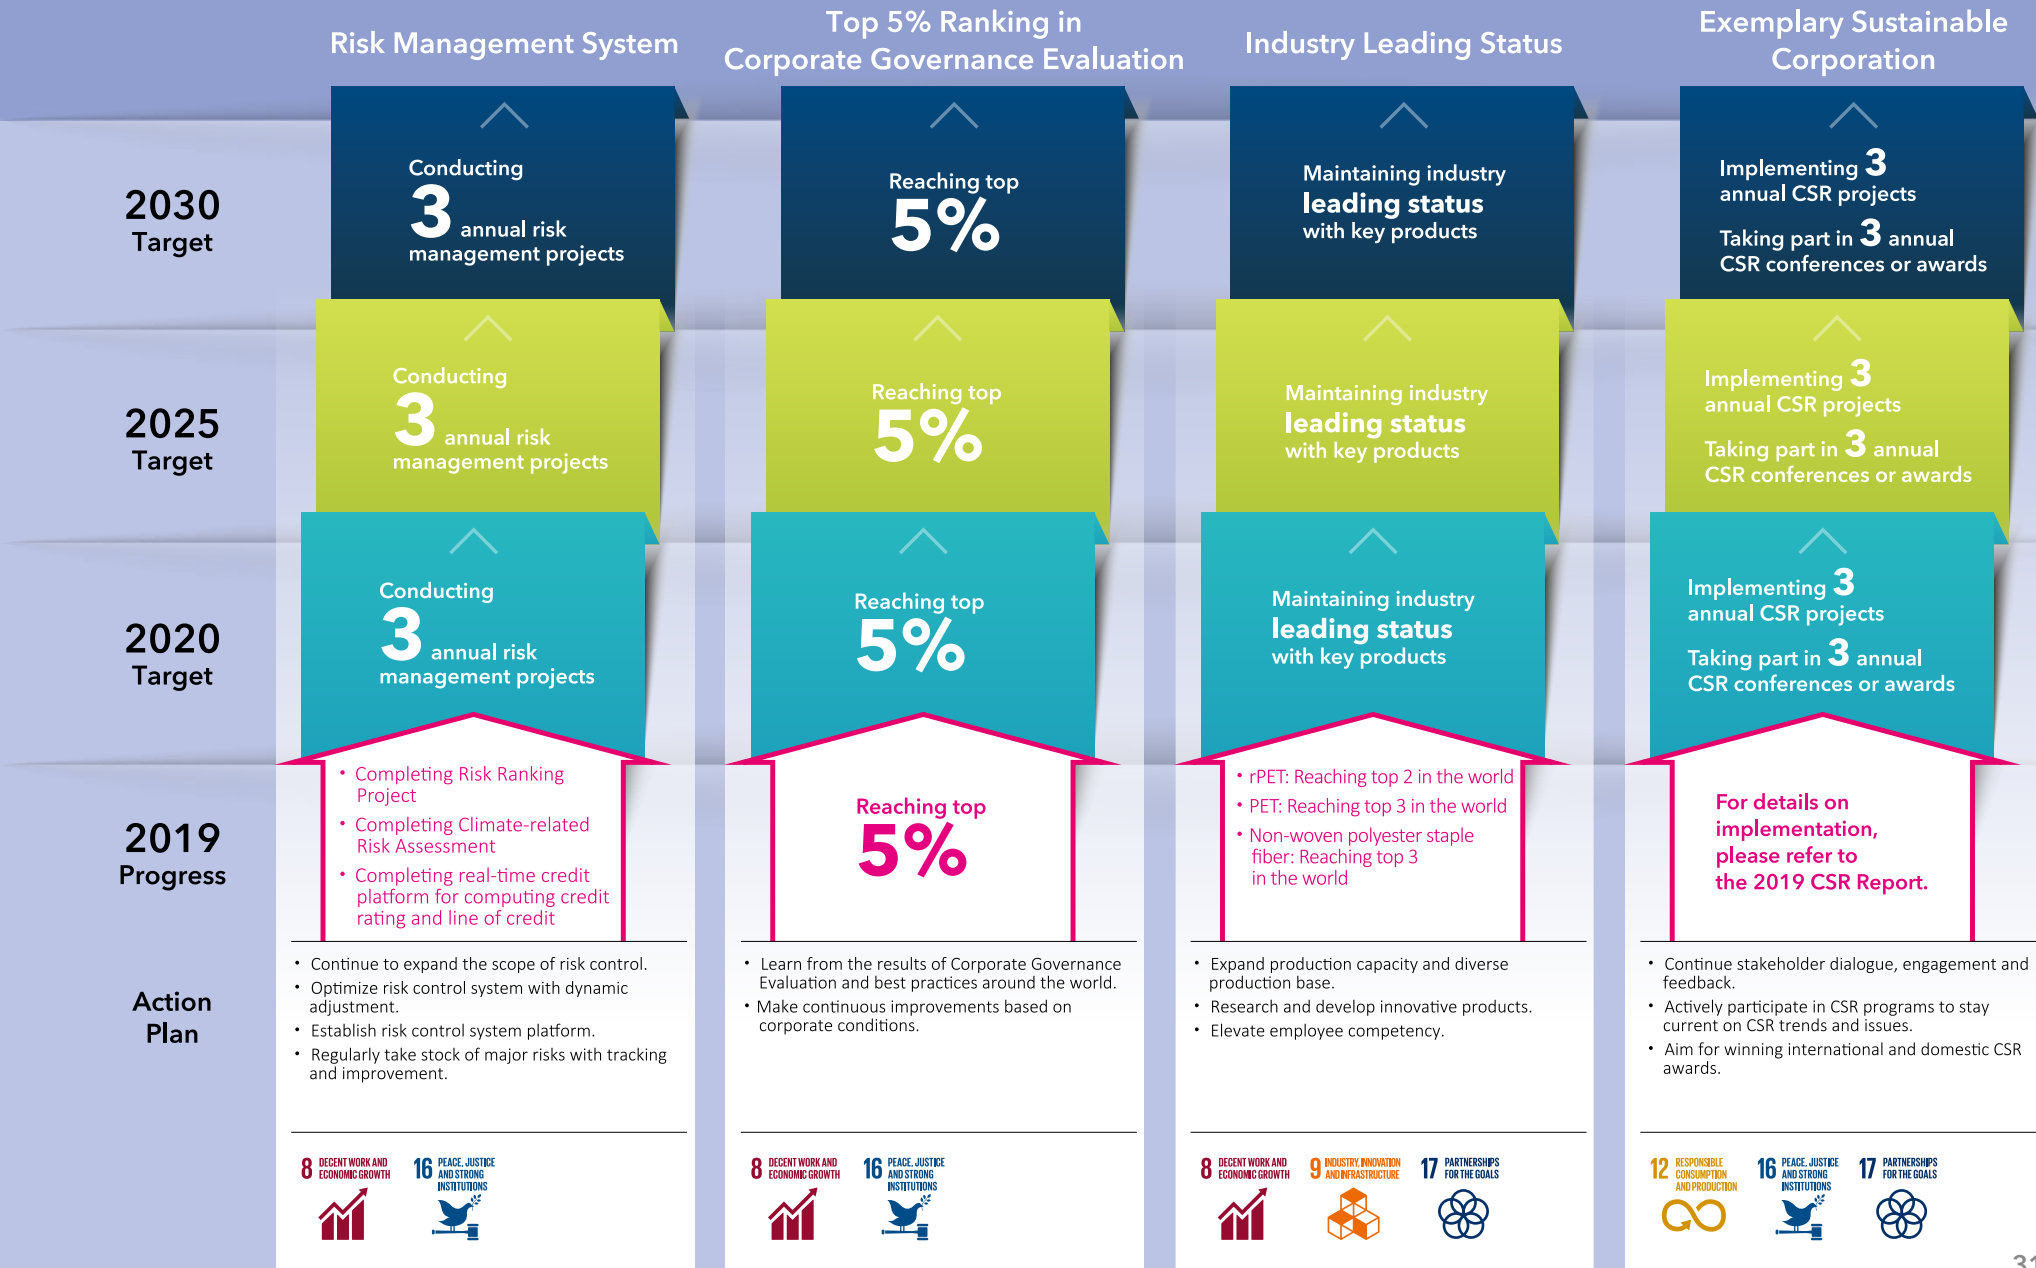 Risk Management System
Top 5% Ranking in
Corporate Governance Evaluation
Industry Leading Status
Exemplary Sustainable
Corporation
2030
Target
Conducting
3 annual risk
management projects
Reaching top
5%
Maintaining industry
leading status
with key products
Implementing 3
annual CSR projects
Taking part in 3 annual
CSR conferences or awards
2025
Target
Conducting
3 annual risk
management projects
Reaching top
5%
Maintaining industry
leading status
with key products
Implementing 3
annual CSR projects
Taking part in 3 annual
CSR conferences or awards
2020
Target
Conducting
3 annual risk
management projects
Reaching top
5%
Maintaining industry
leading status
with key products
Implementing 3
annual CSR projects
Taking part in 3 annual
CSR conferences or awards
2019
Progress
• Completing Risk Ranking
Project
• Completing Climate-related
Risk Assessment
• Completing real-time credit
platform for computing credit
rating and line of credit
Reaching top
5%
• rPET: Reaching top 2 in the world
• PET: Reaching top 3 in the world
• Non-woven polyester staple
fiber: Reaching top 3
in the world
For details on
implementation,
please refer to
the 2019 CSR Report.
Action
Plan
• Continue to expand the scope of risk control.
• Optimize risk control system with dynamic
adjustment.
• Establish risk control system platform.
• Regularly take stock of major risks with tracking
and improvement.
• Learn from the results of Corporate Governance
Evaluation and best practices around the world.
• Make continuous improvements based on
corporate conditions.
• Expand production capacity and diverse
production base.
• Research and develop innovative products.
• Elevate employee competency.
• Continue stakeholder dialogue, engagement and
feedback.
• Actively participate in CSR programs to stay
current on CSR trends and issues.
• Aim for winning international and domestic CSR
awards.
8 DECENT WORK AND
ECONOMIC GROWTH
16 PEACE, JUSTICE
AND STRONG
INSTITUTIONS
8 DECENT WORK AND
ECONOMIC GROWTH
16 PEACE, JUSTICE
AND STRONG
INSTITUTIONS
8 DECENT WORK AND
ECONOMIC GROWTH
9 INDUSTRY, INNOVATION
AND INFRASTRUCTURE
17 PARTNERSHIPS
FOR THE GOALS
12 RESPONSIBLE
CONSUMPTION
AND PRODUCTION
16 PEACE, JUSTICE
AND STRONG
INSTITUTIONS
17 PARTNERSHIPS
FOR THE GOALS
31